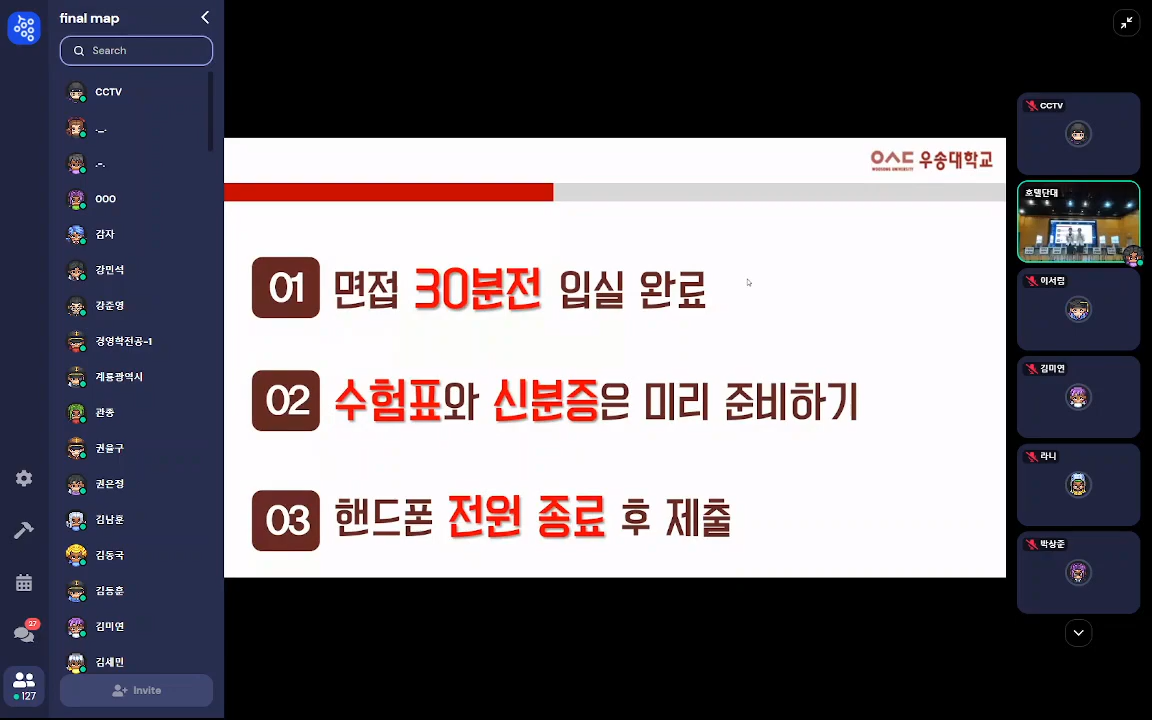 final map
Search
CCTV
._.
.-.
OOO
감자
강민석
강준영
경영학전공-1
계룡광역시
관종
권율구
권은정
김남훈
김동국
김동훈
김미연
김세민
Invite
27
127
우송대학교
WOOSONG UNIVERSITY
01 면접 30분전 입실 완료
02 수험표와 신분증은 미리 준비하기
03 핸드폰 전원 종료 후 제출
CCTV
호텔단대
이서림
김미연
라니
박상준